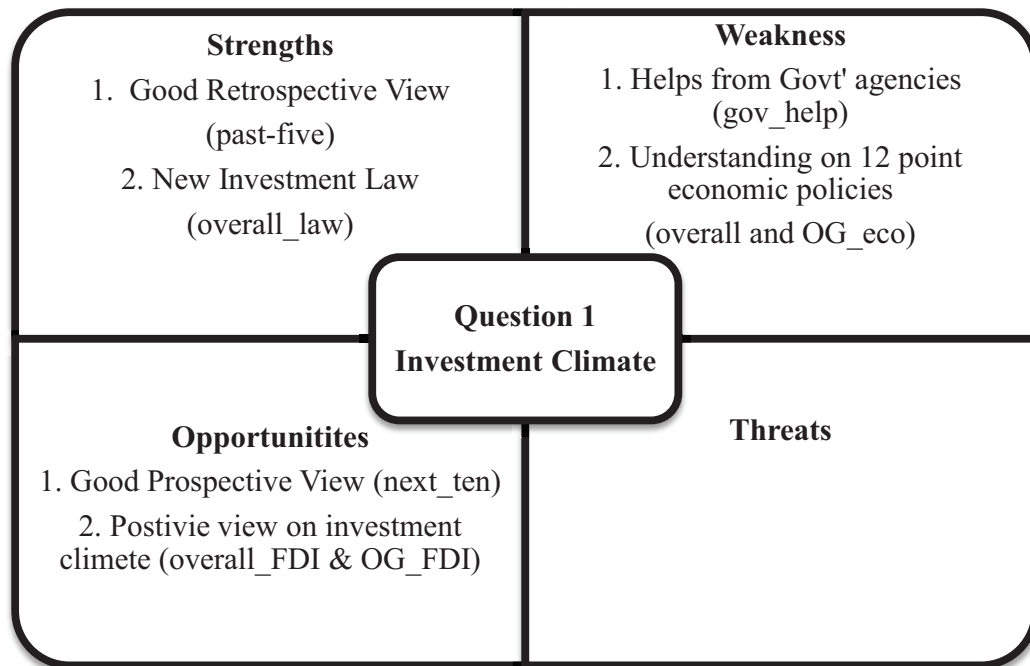 Strengths
1. Good Retrospective View
(past-five)
2. New Investment Law
(overall_law)
Weakness
1. Helps from Govt' agencies
(gov_help)
2. Understanding on 12 point
economic policies
(overall and OG_eco)
Question 1
Investment Climate
Opportunitites
1. Good Prospective View (next_ten)
2. Postivie view on investment
climete (overall_FDI & OG_FDI)
Threats